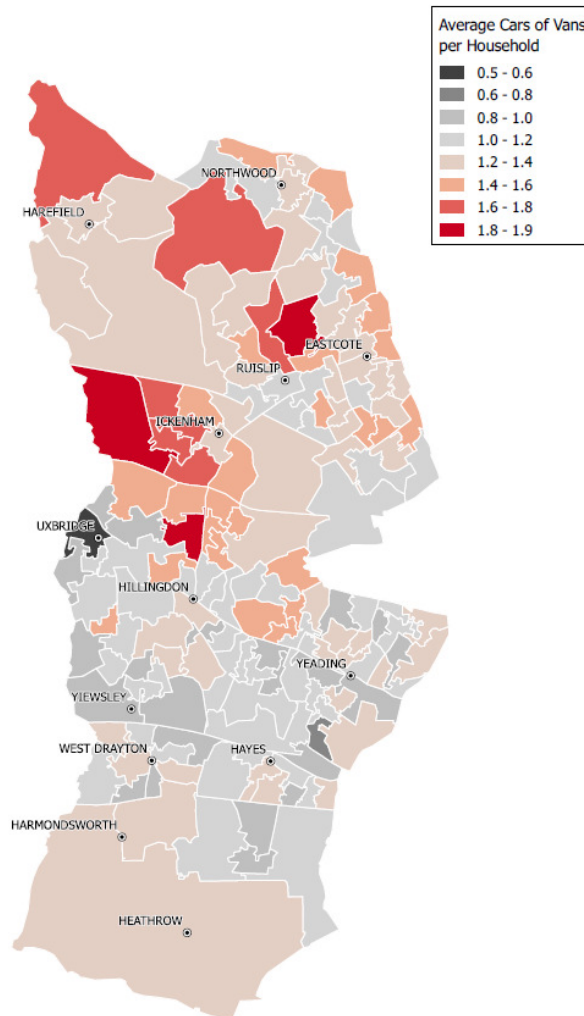 Average Cars of Vans
per Household
0.5 - 0.6
0.6 - 0.8
0.8 - 1.0
1.0 - 1.2
1.2 - 1.4
1.4 - 1.6
1.6 - 1.8
1.8 - 1.9
NORTHWOOD
HAREFIELD
EASTCOTE
RUISLIP
ICKENHAM
UXBRIDGE
HILLINGDON
YEADING
YIEWSLEY
WEST DRAYTON
HAYES
HARMONDSWORTH
HEATHROW